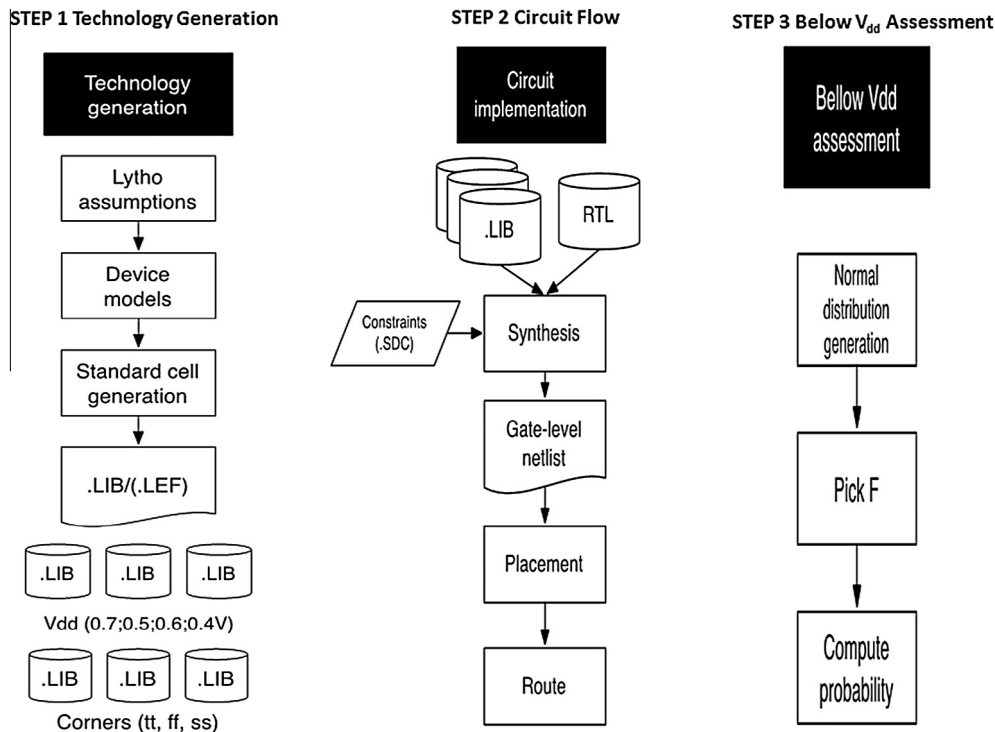 STEP 1 Technology Generation
Technology
generation
Lytho
assumptions
Device
models
Standard cell
generation
.LIB/(.LEF)
.LIB
.LIB
.LIB
Vdd (0.7;0.5;0.6;0.4V)
.LIB
.LIB
.LIB
Corners (tt, ff, ss)
STEP 2 Circuit Flow
Circuit
implementation
.LIB
RTL
Constraints
(.SDC)
Synthesis
Gate-level
netlist
Placement
Route
STEP 3 Below Vdd Assessment
Bellow Vdd
assessment
Normal
distribution
generation
Pick F
Compute
probability